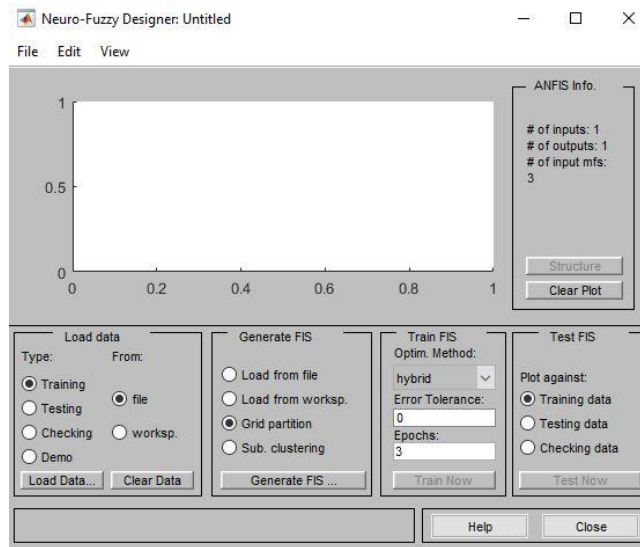 Neuro-Fuzzy Designer: Untitled
File Edit View
1
0.5
0
0 0.2 0.4 0.6 0.8 1
ANFIS Info.
# of inputs: 1
# of outputs: 1
# of input mfs:
3
Structure
Clear Plot
Load data
Type: From:
Training
Testing
Checking
Demo
file
worksp.
Load Data... Clear Data
Generate FIS
Load from file
Load from worksp.
Grid partition
Sub. clustering
Generate FIS ...
Train FIS
Optim. Method:
hybrid
Error Tolerance:
0
Epochs:
3
Train Now
Test FIS
Plot against:
Training data
Testing data
Checking data
Test Now
Help Close